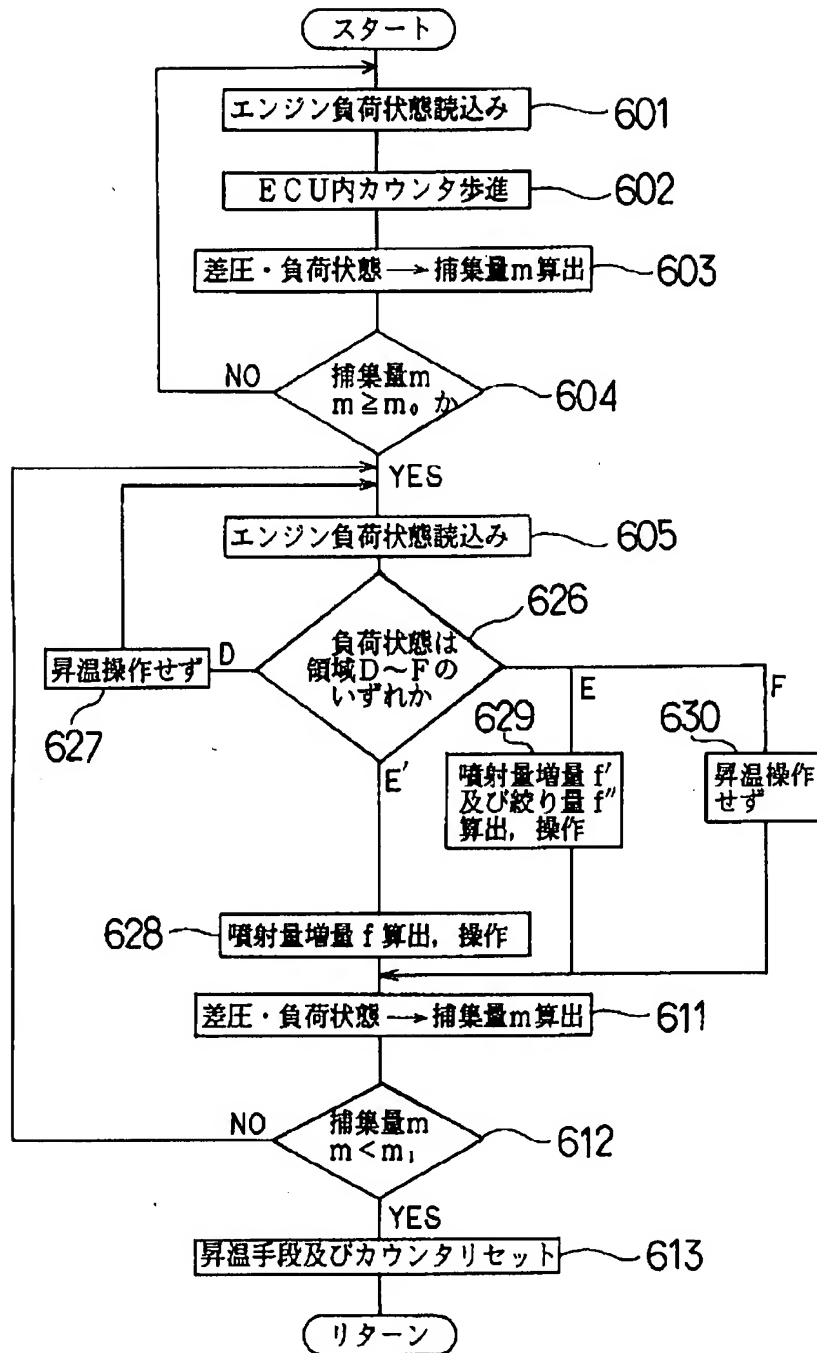 スタート
エンジン負荷状態読込み
601
ECU内カウンタ歩進
602
差圧・負荷状態→捕集量m算出
603
捕集量m
m≧m₀か
604
NO
YES
エンジン負荷状態読込み
605
負荷状態は
領域D~Fの
いずれか
626
D
昇温操作せず
627
E
F
E′
629
噴射量増量f′
及び絞り量f″
算出,操作
630
昇温操作
せず
628
噴射量増量f算出,操作
差圧・負荷状態→捕集量m算出
611
捕集量m
m<m₁
612
NO
YES
昇温手段及びカウンタリセット
613
リターン